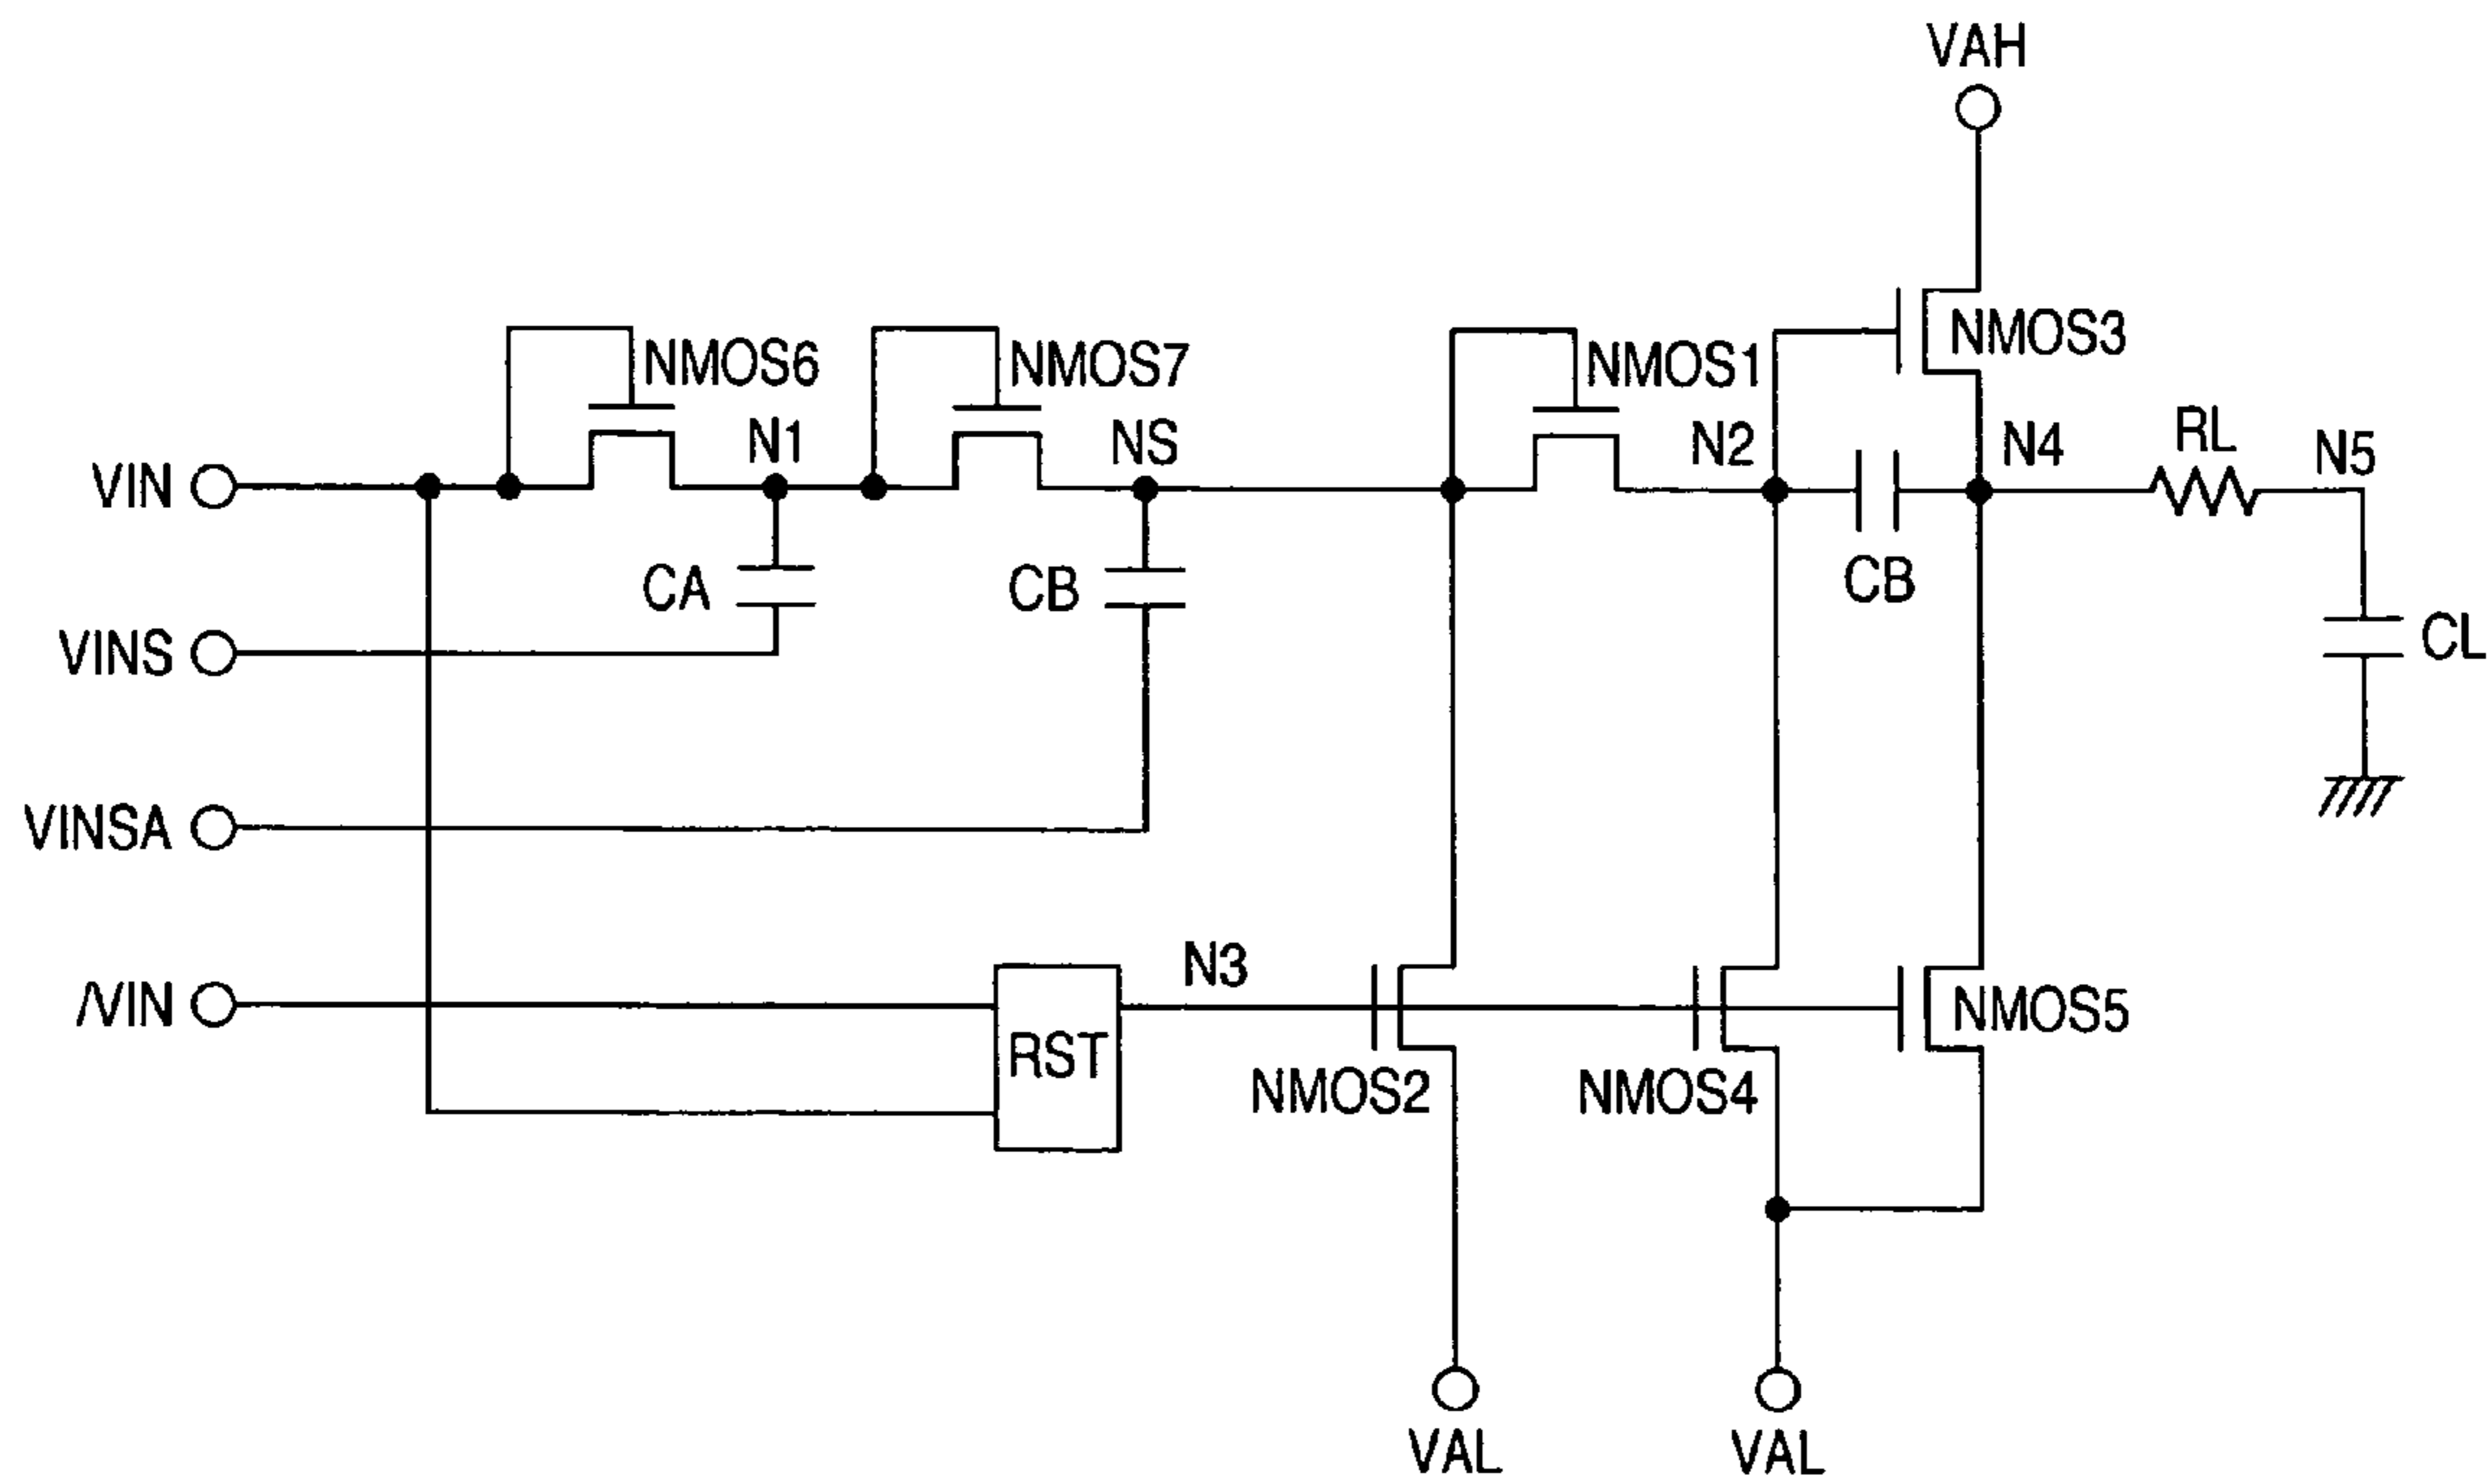 VAH
NMOS6
NMOS7
NMOS1
NMOS3
VIN
N1
NS
N2
N4
RL
N5
CA
CB
CB
CL
VINS
VINSA
N3
/VIN
RST
NMOS5
NMOS2
NMOS4
VAL
VAL